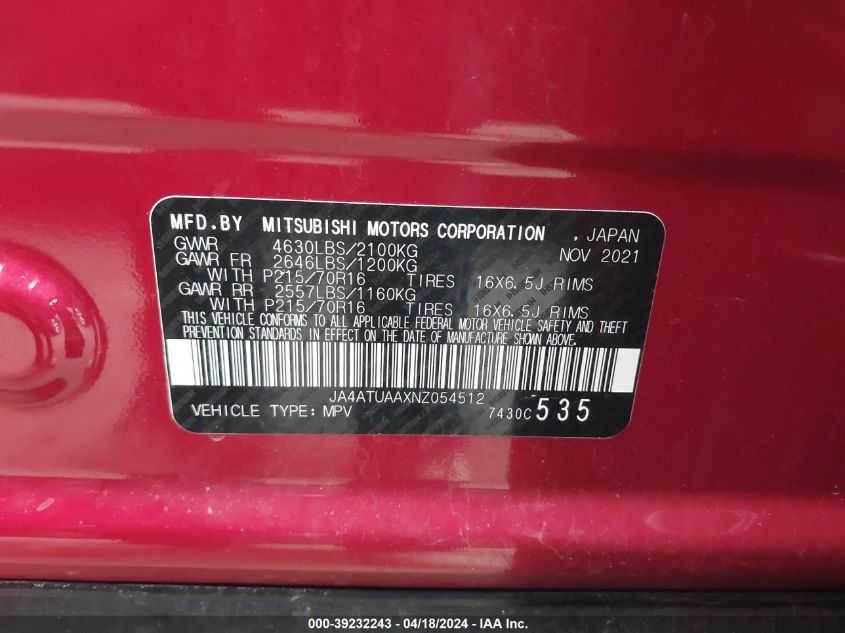 MFD.BY MITSUBISHI MOTORS CORPORATION , JAPAN
GVWR 4630LBS/2100KG NOV 2021
GAWR FR 2646LBS/1200KG
WITH P215/70R16 TIRES 16X6.5J RIMS
GAWR RR 2557LBS/1160KG
WITH P215/70R16 TIRES 16X6.5J RIMS
THIS VEHICLE CONFORMS TO ALL APPLICABLE FEDERAL MOTOR VEHICLE SAFETY AND THEFT
PREVENTION STANDARDS IN EFFECT ON THE DATE OF MANUFACTURE SHOWN ABOVE.
JA4ATUAAXNZ054512
VEHICLE TYPE: MPV 7430C 535
000-39232243 - 04/18/2024 - IAA Inc.